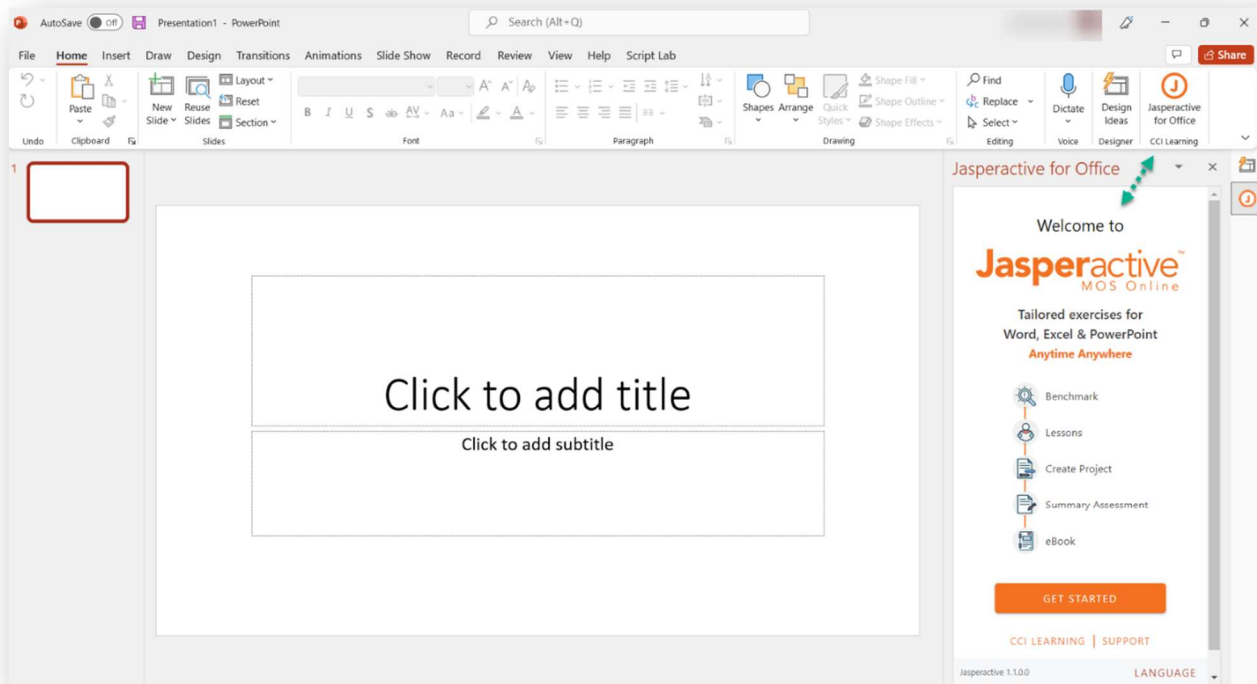 AutoSave Off Presentation1 - PowerPoint Search (Alt+Q)
File Home Insert Draw Design Transitions Animations Slide Show Record Review View Help Script Lab Share
Paste
New Slide
Reuse Slides
Layout
Reset
Section
B I U S ab AV Aa A A A A
Shapes Arrange Quick Styles
Shape Fill
Shape Outline
Shape Effects
Find
Replace
Select
Dictate
Design Ideas
Jasperactive for Office
Undo Clipboard Slides Font Paragraph Drawing Editing Voice Designer CCI Learning
1
Click to add title
Click to add subtitle
Jasperactive for Office
Welcome to
Jasperactive™
MOS Online
Tailored exercises for
Word, Excel & PowerPoint
Anytime Anywhere
Benchmark
Lessons
Create Project
Summary Assessment
eBook
GET STARTED
CCI LEARNING | SUPPORT
Jasperactive 1.1.0.0 LANGUAGE